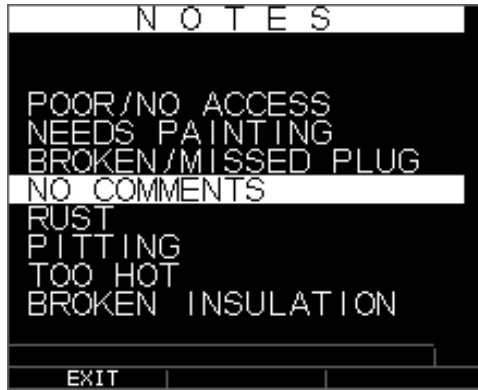 NOTES
POOR/NO ACCESS
NEEDS PAINTING
BROKEN/MISSED PLUG
NO COMMENTS
RUST
PITTING
TOO HOT
BROKEN INSULATION
EXIT